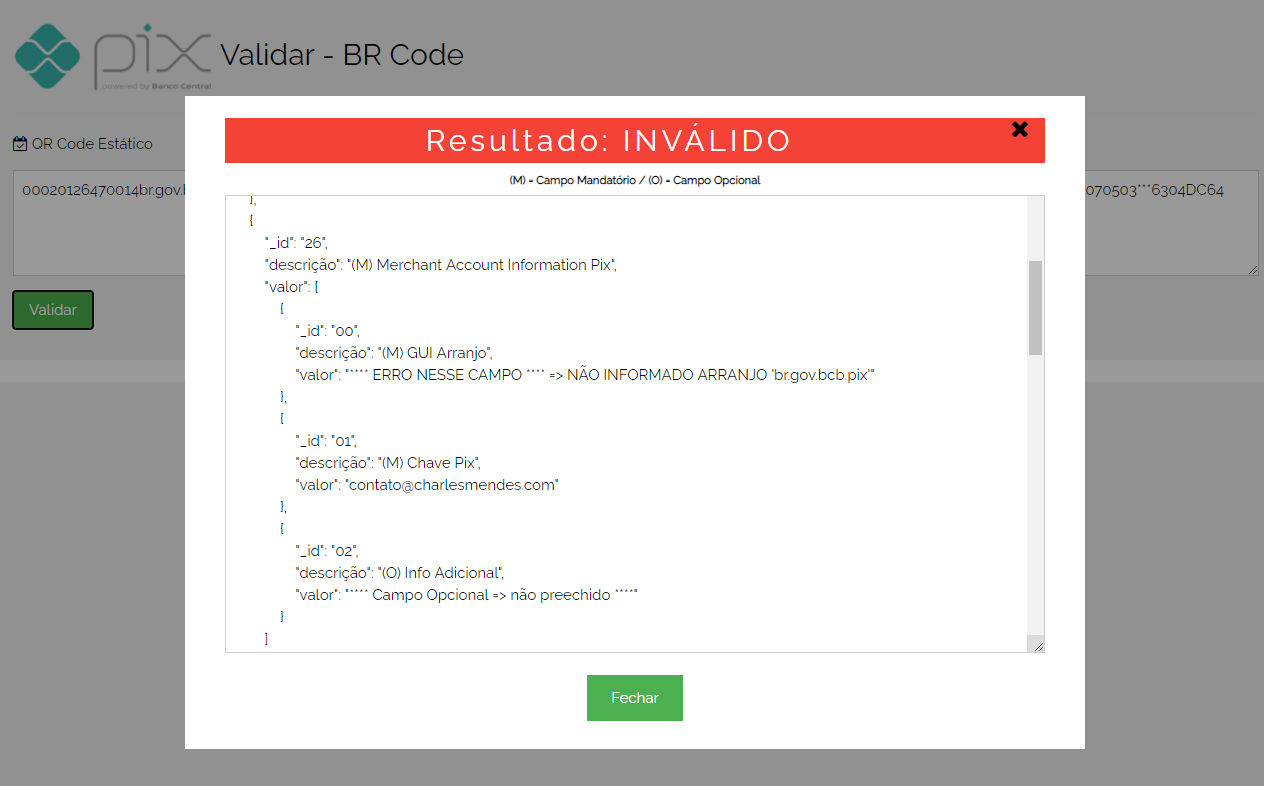 pix
powered by Banco Central
Validar - BR Code
QR Code Estático
00020126470014br.gov.
070503***6304DC64
Validar
Resultado: INVÁLIDO
(M) = Campo Mandatório / (O) = Campo Opcional
},
{
"_id": "26",
"descrição": "(M) Merchant Account Information Pix",
"valor": [
{
"_id": "00",
"descrição": "(M) GUI Arranjo",
"valor": "**** ERRO NESSE CAMPO **** => NÃO INFORMADO ARRANJO 'br.gov.bcb.pix'"
},
{
"_id": "01",
"descrição": "(M) Chave Pix",
"valor": "contato@charlesmendes.com"
},
{
"_id": "02",
"descrição": "(O) Info Adicional",
"valor": "**** Campo Opcional => não preechido ****"
}
]
Fechar